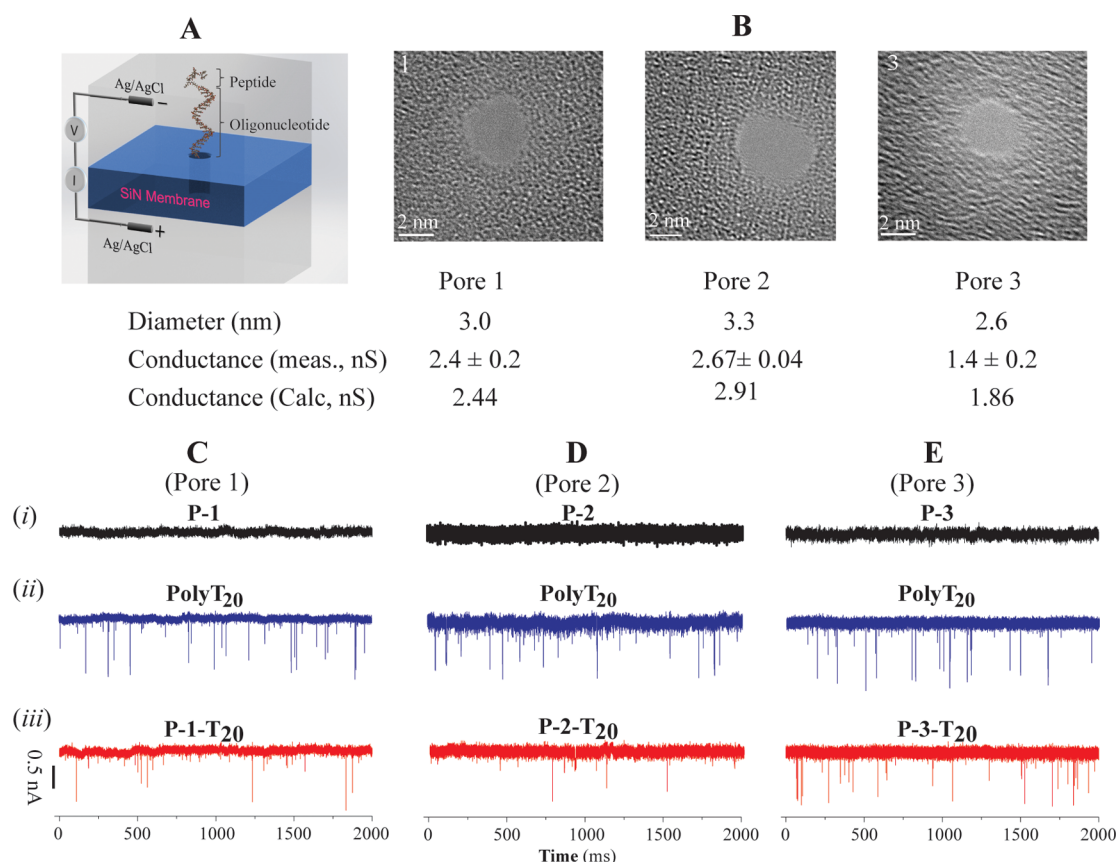 A
B
Ag/AgCl
−
Peptide
Oligonucleotide
V
I
SiN Membrane
+
Ag/AgCl
1
2 nm
2 nm
3
2 nm
Pore 1 Pore 2 Pore 3
Diameter (nm) 3.0 3.3 2.6
Conductance (meas., nS) 2.4 ± 0.2 2.67± 0.04 1.4 ± 0.2
Conductance (Calc, nS) 2.44 2.91 1.86
C D E
(Pore 1) (Pore 2) (Pore 3)
(i) P-1 P-2 P-3
(ii) PolyT20 PolyT20 PolyT20
(iii) P-1-T20 P-2-T20 P-3-T20
0.5 nA
0 500 1000 1500 2000 0 500 1000 1500 2000 0 500 1000 1500 2000
Time (ms)